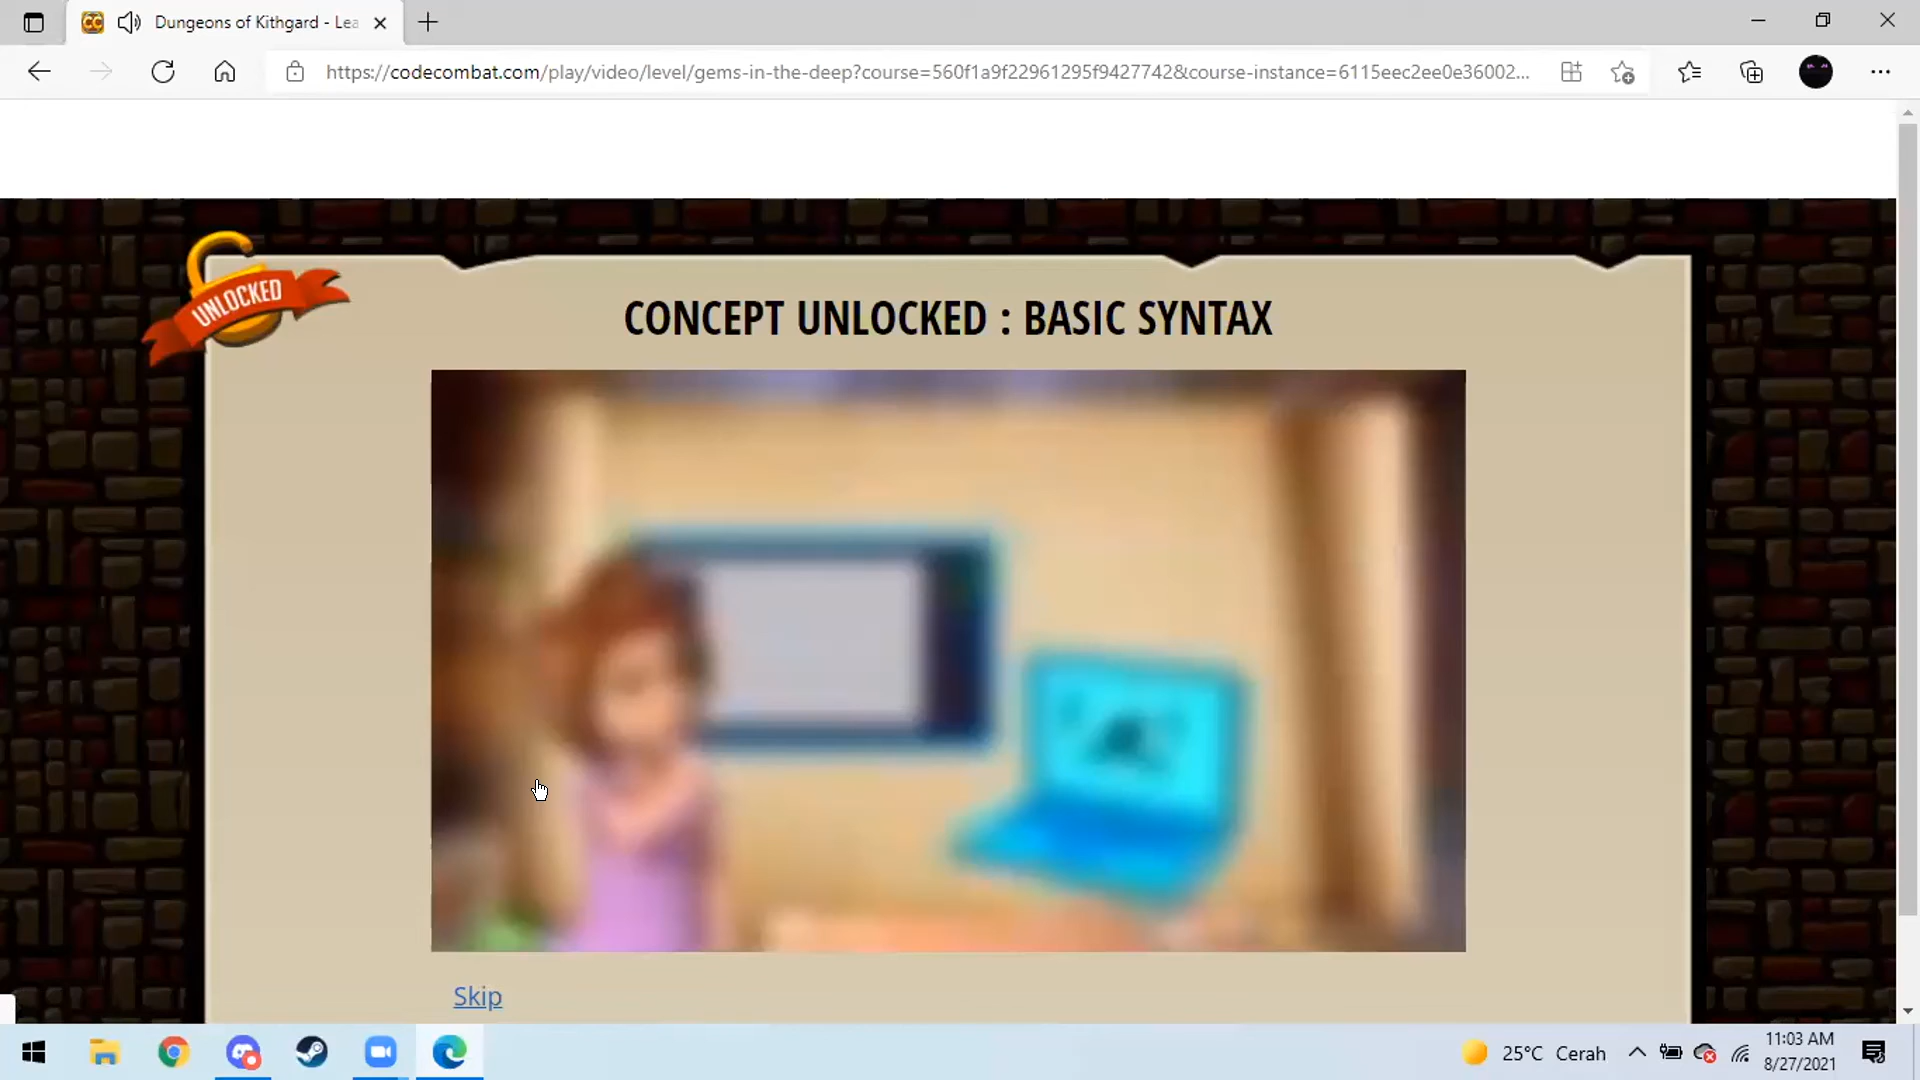 Dungeons of Kithgard - Lea
https://codecombat.com/play/video/level/gems-in-the-deep?course=560f1a9f22961295f9427742&course-instance=6115eec2ee0e36002...
UNLOCKED
CONCEPT UNLOCKED : BASIC SYNTAX
Skip
25°C Cerah
11:03 AM
8/27/2021